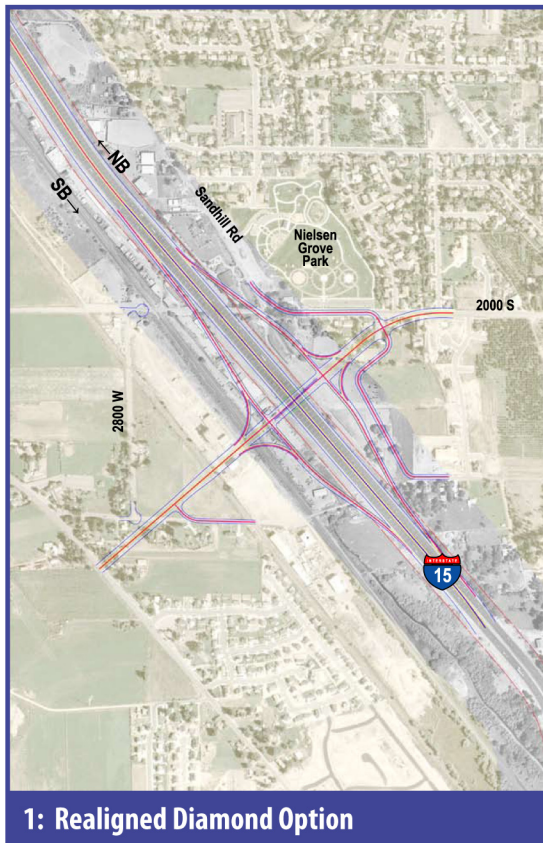 ←NB
SB→
Sandhill Rd
Nielsen
Grove
Park
2000 S
2800 W
INTERSTATE
15
1: Realigned Diamond Option